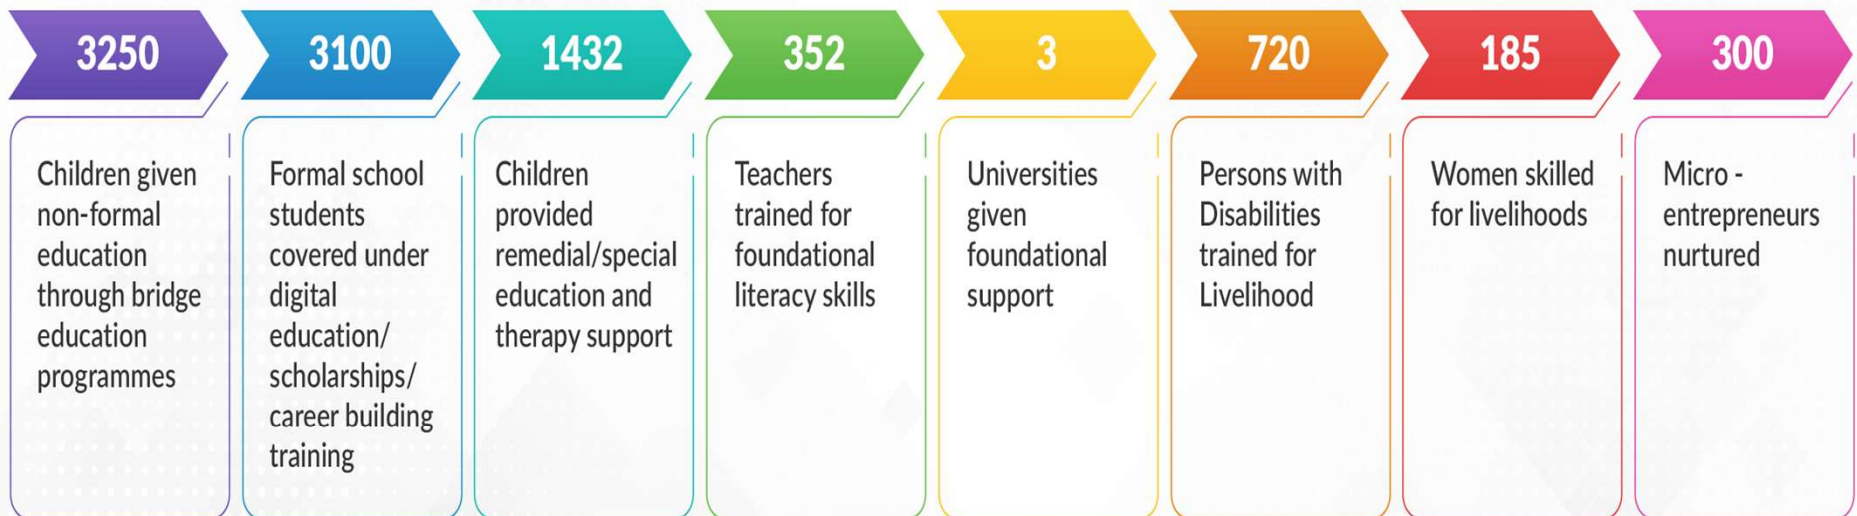 3250
Children given
non-formal
education
through bridge
education
programmes
3100
Formal school
students
covered under
digital
education/
scholarships/
career building
training
1432
Children
provided
remedial/special
education and
therapy support
352
Teachers
trained for
foundational
literacy skills
3
Universities
given
foundational
support
720
Persons with
Disabilities
trained for
Livelihood
185
Women skilled
for livelihoods
300
Micro -
entrepreneurs
nurtured